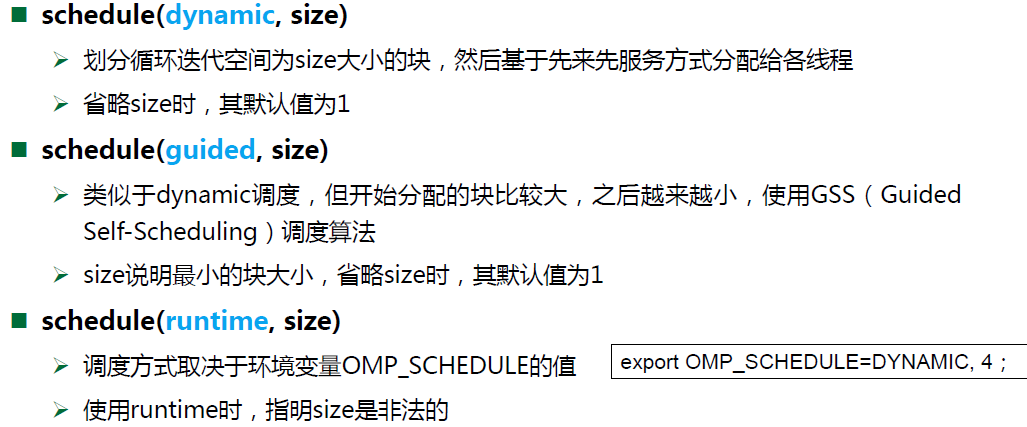 schedule(dynamic, size)
划分循环迭代空间为size大小的块，然后基于先来先服务方式分配给各线程
省略size时，其默认值为1
schedule(guided, size)
类似于dynamic调度，但开始分配的块比较大，之后越来越小，使用GSS（Guided
Self-Scheduling）调度算法
size说明最小的块大小，省略size时，其默认值为1
schedule(runtime, size)
调度方式取决于环境变量OMP_SCHEDULE的值
export OMP_SCHEDULE=DYNAMIC, 4；
使用runtime时，指明size是非法的